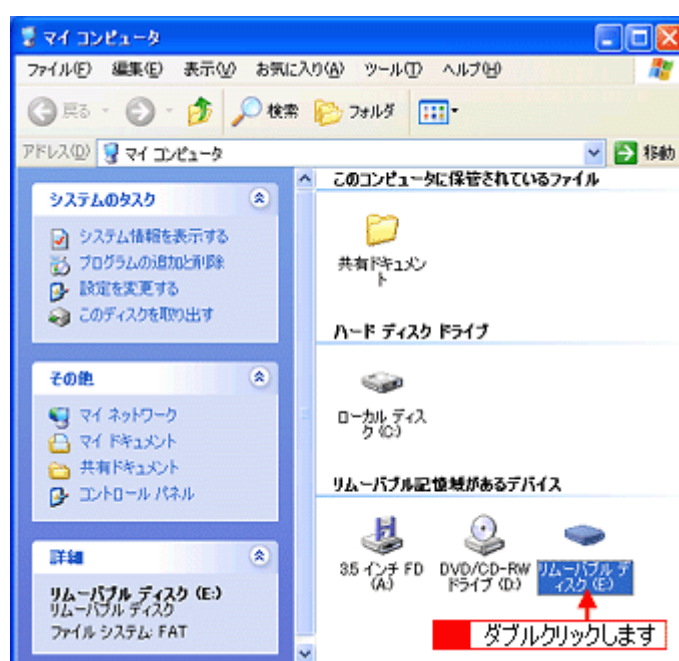 マイ コンピュータ
ファイル(F) 編集(E) 表示(V) お気に入り(A) ツール(T) ヘルプ(H)
戻る 検索 フォルダ
アドレス(D) マイ コンピュータ 移動
システムのタスク
システム情報を表示する
プログラムの追加と削除
設定を変更する
このディスクを取り出す
その他
マイ ネットワーク
マイ ドキュメント
共有ドキュメント
コントロール パネル
詳細
リムーバブル ディスク (E:)
リムーバブル ディスク
ファイル システム: FAT
このコンピュータに保管されているファイル
共有ドキュメン
ト
ハード ディスク ドライブ
ローカル ディス
ク (C:)
リムーバブル記憶域があるデバイス
3.5 インチ FD
(A:)
DVD/CD-RW
ドライブ (D:)
リムーバブル デ
ィスク (E:)
ダブルクリックします